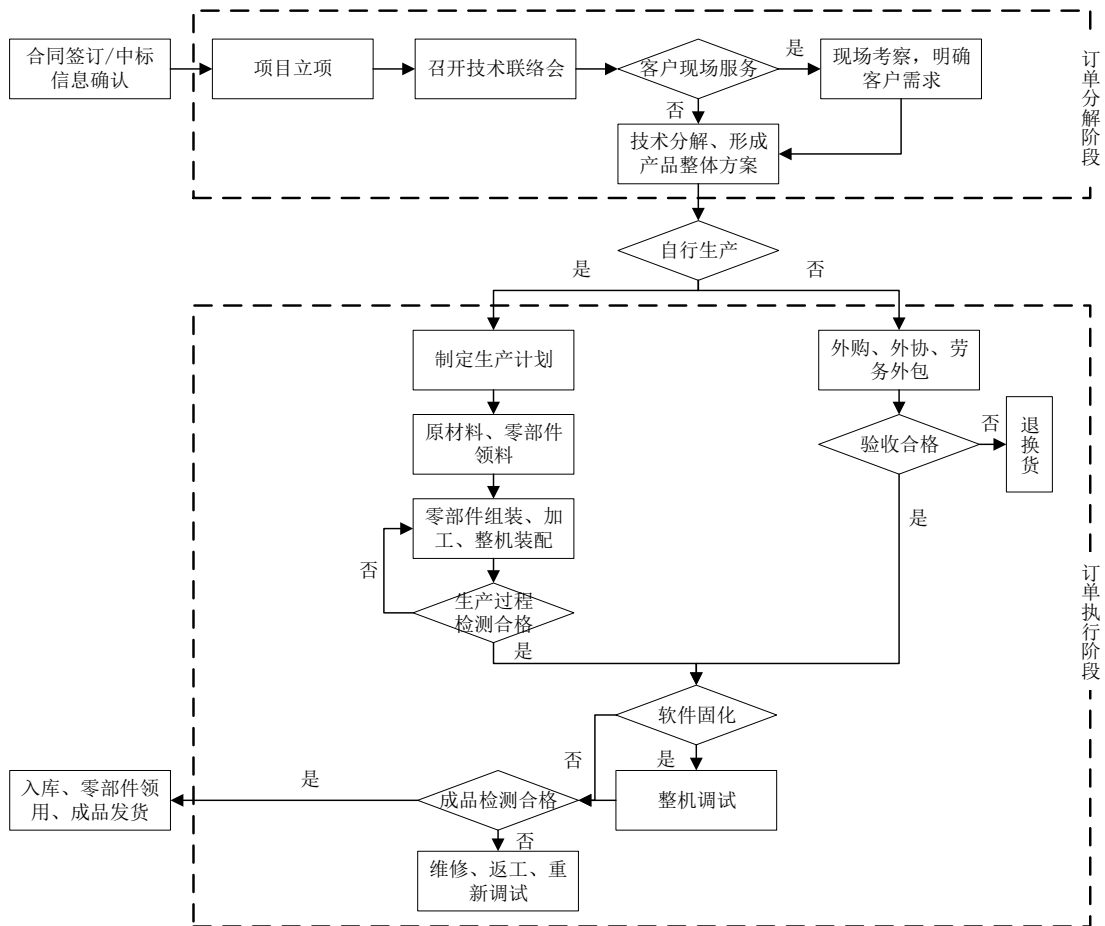 合同签订/中标
信息确认
项目立项
召开技术联络会
客户现场服务
是
现场考察，明确
客户需求
否
技术分解、形成
产品整体方案
订单分解阶段
自行生产
是
否
制定生产计划
外购、外协、劳
务外包
原材料、零部件
领料
验收合格
否
退换货
零部件组装、加
工、整机装配
是
否
生产过程
检测合格
是
订单执行阶段
软件固化
否
是
整机调试
成品检测合格
是
入库、零部件领
用、成品发货
否
维修、返工、重
新调试